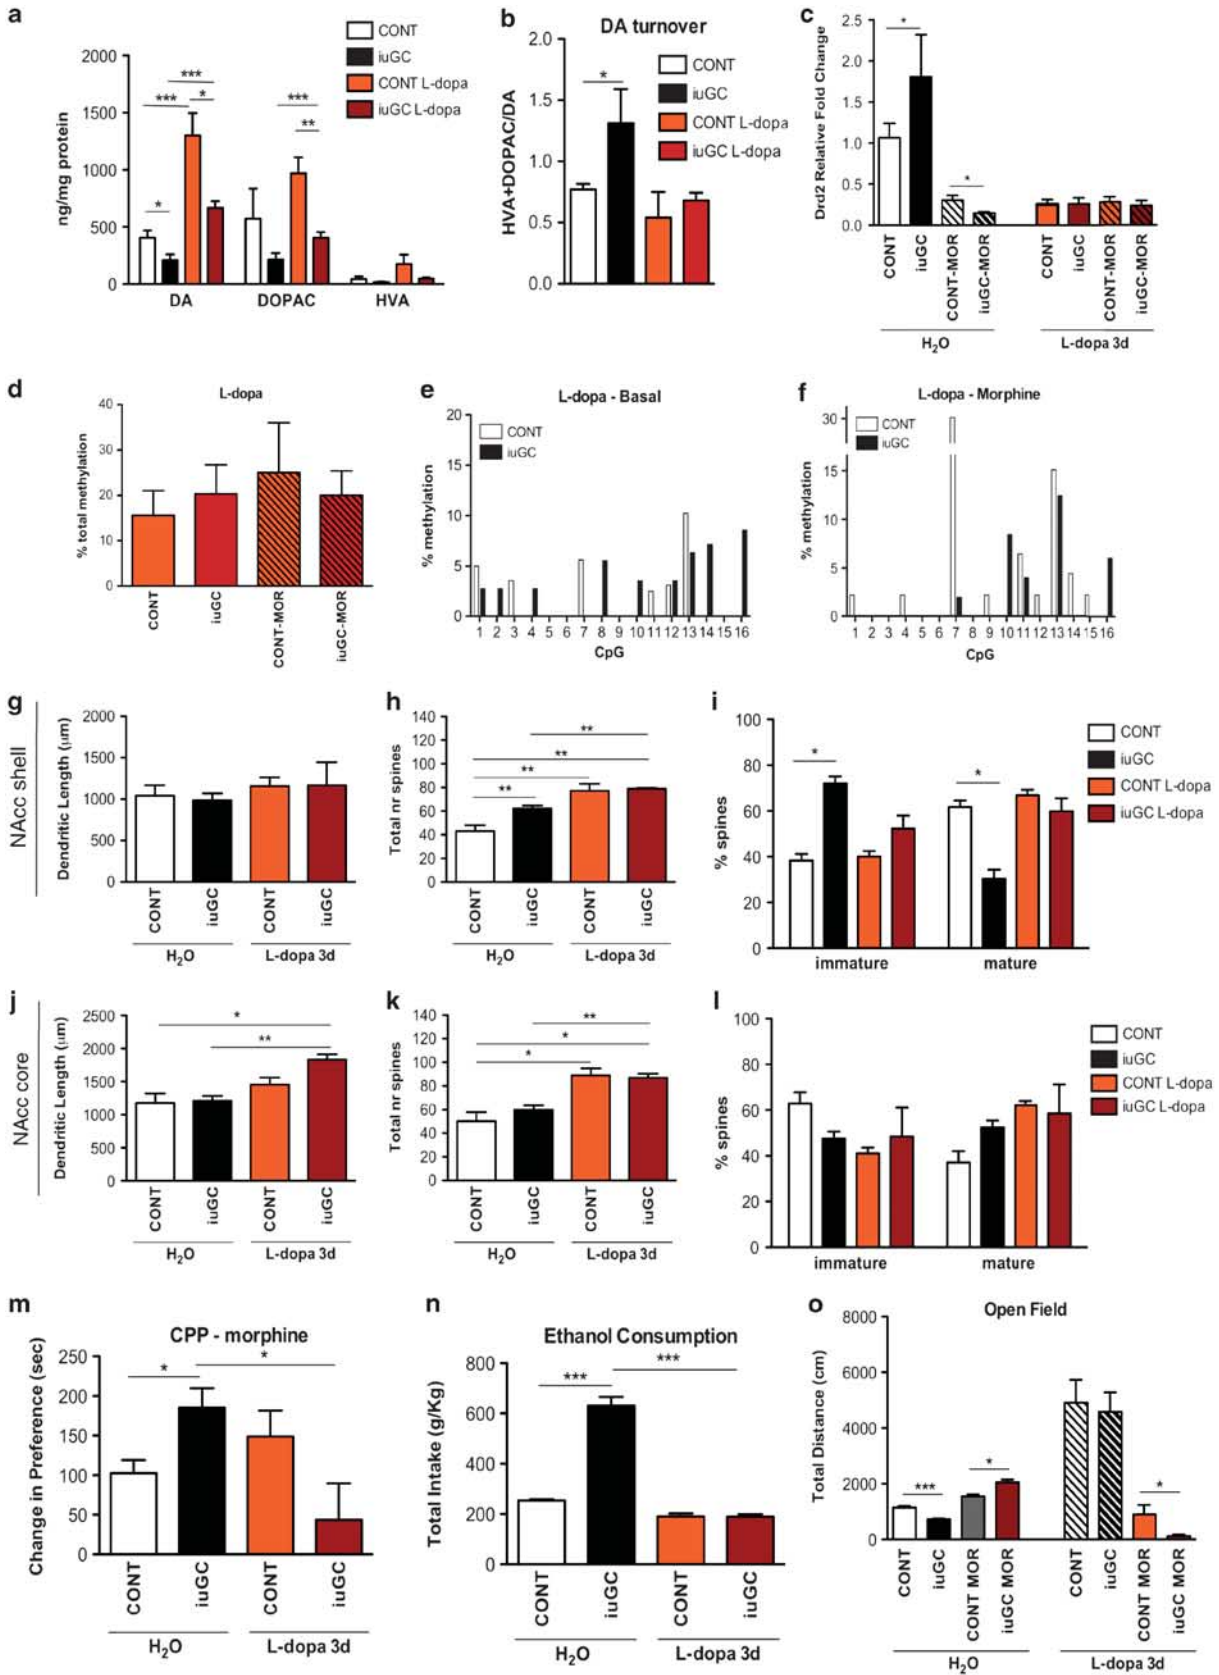 a
CONT
iuGC
CONT L-dopa
iuGC L-dopa
ng/mg protein
2000
1500
1000
500
0
***
***
*
*
***
**
DA
DOPAC
HVA
b
DA turnover
CONT
iuGC
CONT L-dopa
iuGC L-dopa
HVA+DOPAC/DA
2.0
1.5
1.0
0.5
0.0
*
c
Drd2 Relative Fold Change
2.5
2.0
1.5
1.0
0.5
0.0
*
*
CONT
iuGC
CONT-MOR
iuGC-MOR
CONT
iuGC
CONT-MOR
iuGC-MOR
H2O
L-dopa 3d
d
L-dopa
% total methylation
40
30
20
10
0
CONT
iuGC
CONT-MOR
iuGC-MOR
e
L-dopa - Basal
CONT
iuGC
% methylation
20
15
10
5
0
1 2 3 4 5 6 7 8 9 10 11 12 13 14 15 16
CpG
f
L-dopa - Morphine
CONT
iuGC
% methylation
30
15
10
5
0
1 2 3 4 5 6 7 8 9 10 11 12 13 14 15 16
CpG
g
NAcc shell
Dendritic Length (μm)
2000
1500
1000
500
0
CONT
iuGC
CONT
iuGC
H2O
L-dopa 3d
h
Total nr spines
140
120
100
80
60
40
20
0
**
**
**
**
CONT
iuGC
CONT
iuGC
H2O
L-dopa 3d
i
% spines
100
80
60
40
20
0
*
*
immature
mature
CONT
iuGC
CONT L-dopa
iuGC L-dopa
j
NAcc core
Dendritic Length (μm)
2500
2000
1500
1000
500
0
*
**
CONT
iuGC
CONT
iuGC
H2O
L-dopa 3d
k
Total nr spines
140
120
100
80
60
40
20
0
**
*
*
CONT
iuGC
CONT
iuGC
H2O
L-dopa 3d
l
% spines
100
80
60
40
20
0
immature
mature
CONT
iuGC
CONT L-dopa
iuGC L-dopa
m
CPP - morphine
Change in Preference (sec)
250
200
150
100
50
0
*
*
CONT
iuGC
CONT
iuGC
H2O
L-dopa 3d
n
Ethanol Consumption
Total Intake (g/Kg)
800
600
400
200
0
***
***
CONT
iuGC
CONT
iuGC
H2O
L-dopa 3d
o
Open Field
Total Distance (cm)
8000
6000
4000
2000
0
***
*
*
CONT
iuGC
CONT MOR
iuGC MOR
CONT
iuGC
CONT MOR
iuGC MOR
H2O
L-dopa 3d